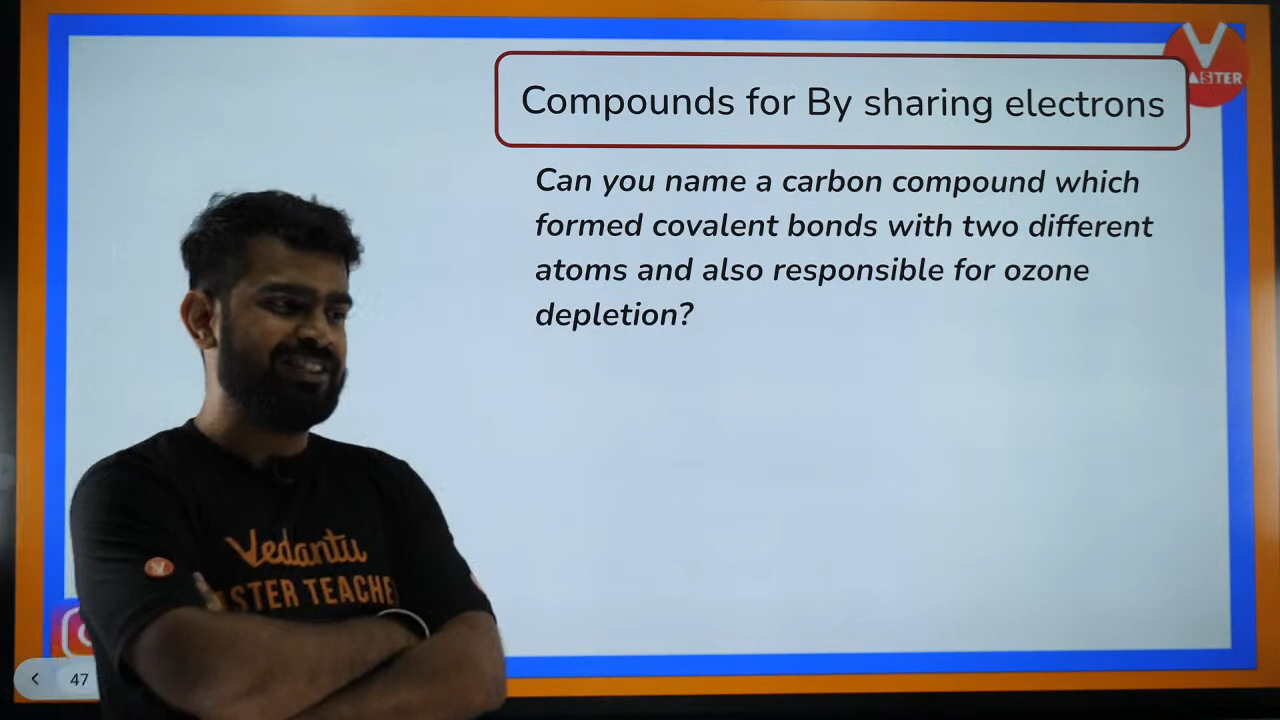 V
ASTER
Compounds for By sharing electrons
Can you name a carbon compound which
formed covalent bonds with two different
atoms and also responsible for ozone
depletion?
Vedantu
STER TEACHE
V
47